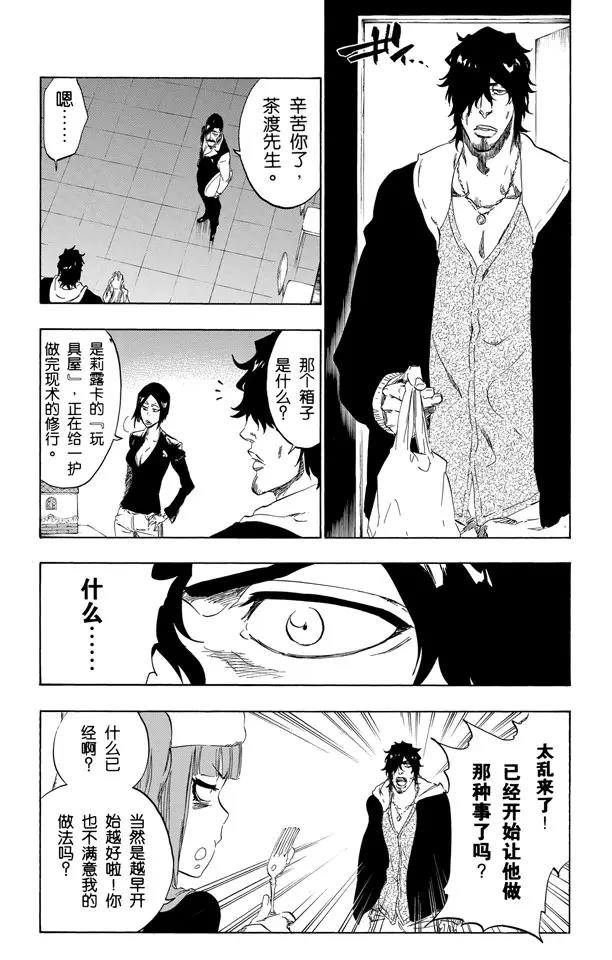 辛苦你了，
茶渡先生。
嗯……
那个箱子
是什么？
是莉露卡的『玩
具屋』，正在给一护
做完现术的修行。
什么……
太乱来了！
已经开始让他做
那种事了吗？
什么已
经啊？
当然是越早开
始越好啦！你
也不满意我的
做法吗？